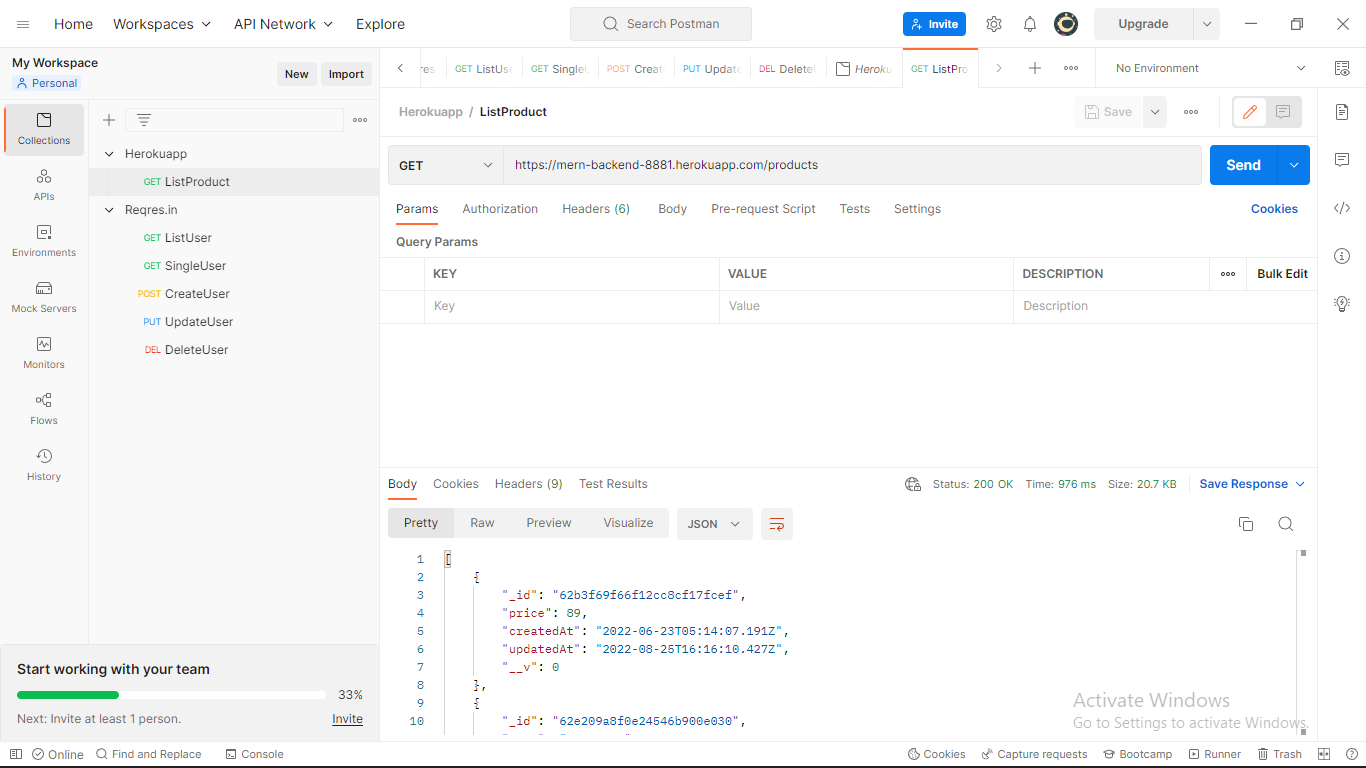 Home Workspaces API Network Explore Search Postman Invite Upgrade
My Workspace
Personal
New Import
GET ListUs GET Single PUT Update DEL Delete Heroku GET ListPro No Environment
Collections
APIs
Environments
Mock Servers
Monitors
Flows
History
Herokuapp
GET ListProduct
Reqres.in
GET ListUser
GET SingleUser
POST CreateUser
PUT UpdateUser
DEL DeleteUser
Herokuapp / ListProduct Save
GET https://mern-backend-8881.herokuapp.com/products Send
Params Authorization Headers (6) Body Pre-request Script Tests Settings Cookies
Query Params
KEY VALUE DESCRIPTION Bulk Edit
Key Value Description
Body Cookies Headers (9) Test Results Status: 200 OK Time: 976 ms Size: 20.7 KB Save Response
Pretty Raw Preview Visualize JSON
1 [
2 {
3 "_id": "62b3f69f66f12cc8cf17fcef",
4 "price": 89,
5 "createdAt": "2022-06-23T05:14:07.191Z",
6 "updatedAt": "2022-08-25T16:16:10.427Z",
7 "__v": 0
8 },
9 {
10 "_id": "62e209a8f0e24546b900e030",
Start working with your team
33%
Next: Invite at least 1 person. Invite
Activate Windows
Go to Settings to activate Windows.
Online Find and Replace Console Cookies Capture requests Bootcamp Runner Trash